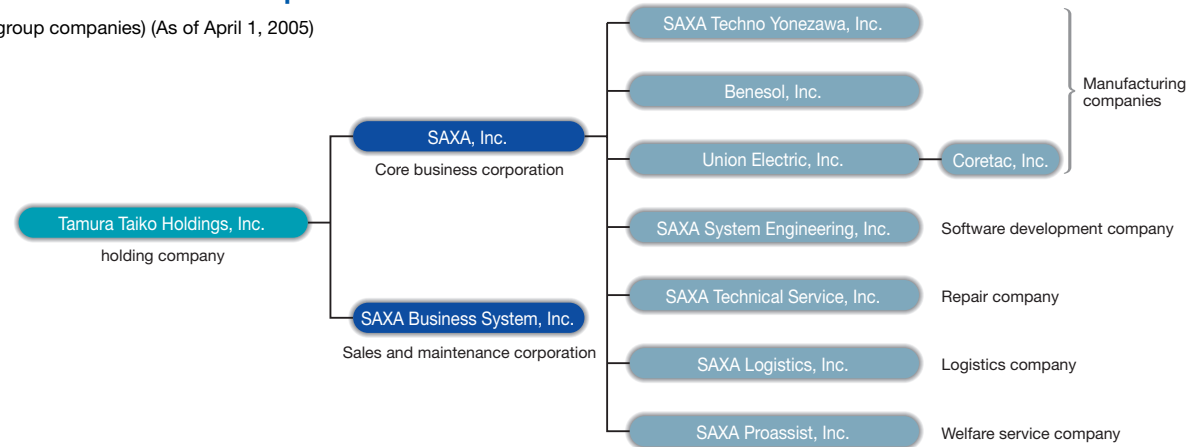 group companies) (As of April 1, 2005)
SAXA Techno Yonezawa, Inc.
Benesol, Inc.
Manufacturing
companies
SAXA, Inc.
Core business corporation
Union Electric, Inc.
Coretac, Inc.
Tamura Taiko Holdings, Inc.
holding company
SAXA System Engineering, Inc.
Software development company
SAXA Technical Service, Inc.
Repair company
SAXA Business System, Inc.
Sales and maintenance corporation
SAXA Logistics, Inc.
Logistics company
SAXA Proassist, Inc.
Welfare service company